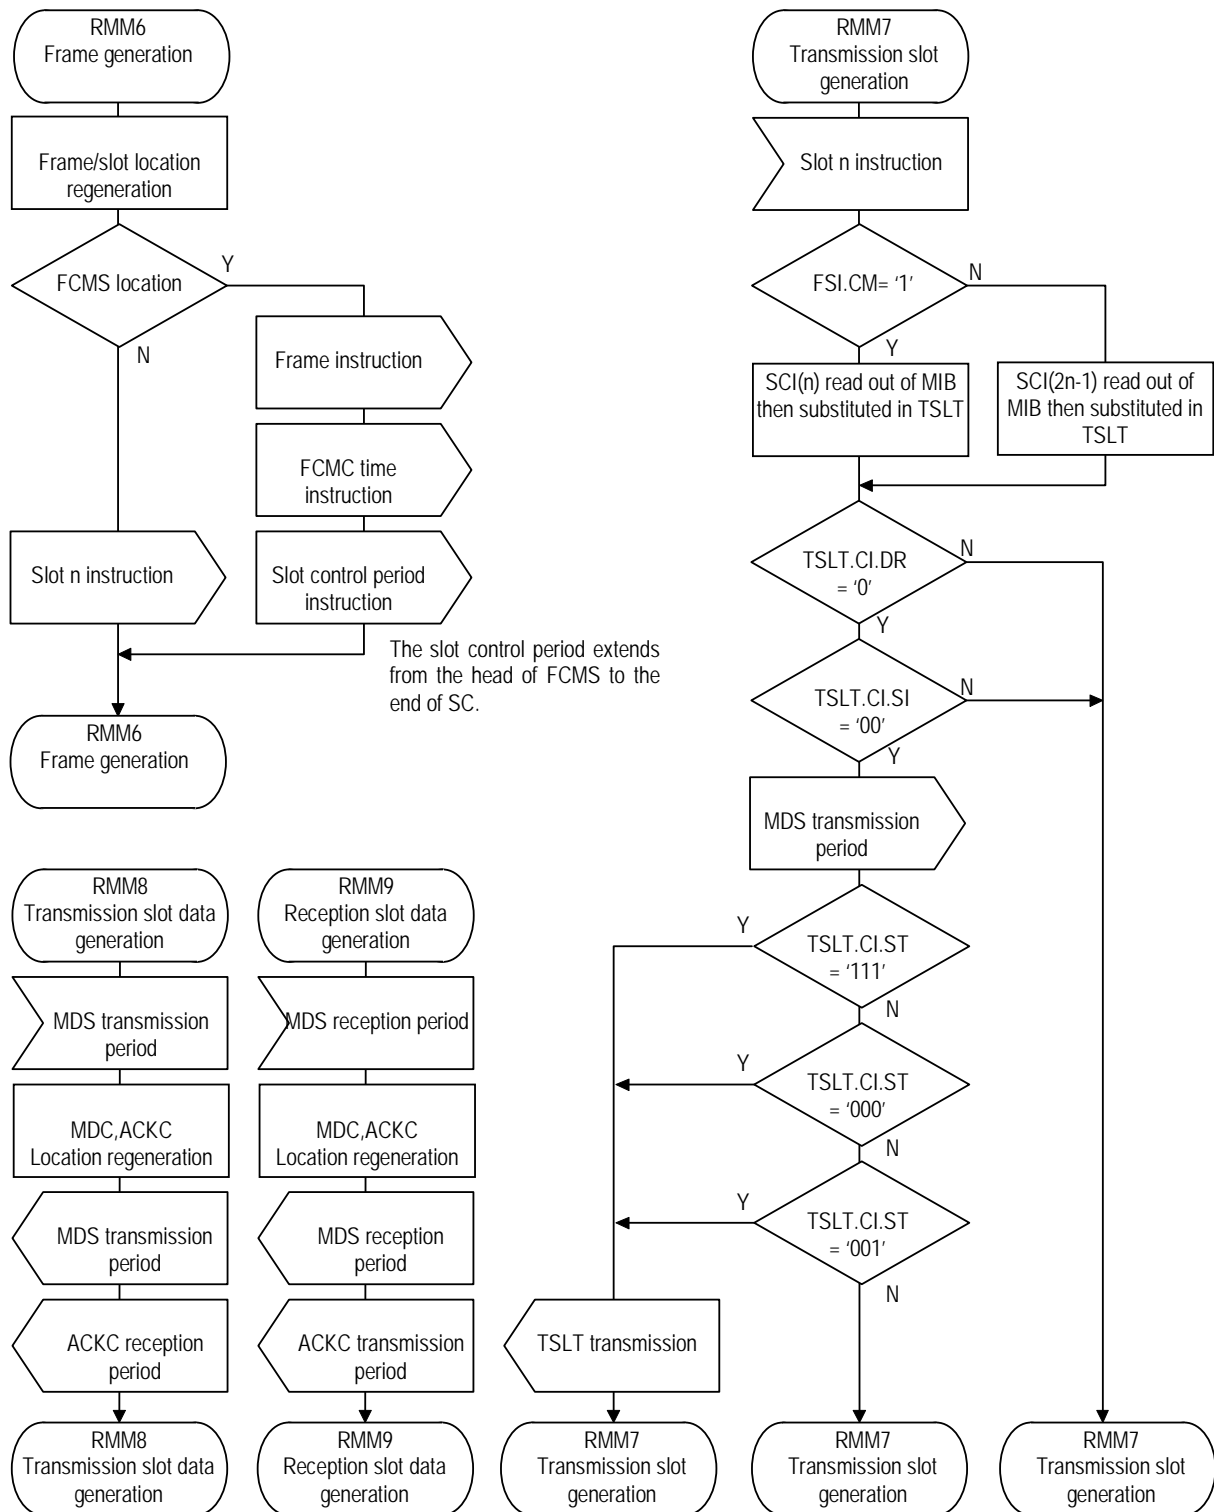 RMM6
Frame generation
Frame/slot location
regeneration
FCMS location
Y
N
Frame instruction
FCMC time
instruction
Slot n instruction
Slot control period
instruction
The slot control period extends
from the head of FCMS to the
end of SC.
RMM6
Frame generation
RMM7
Transmission slot
generation
Slot n instruction
FSI.CM= ‘1’
N
Y
SCI(n) read out of MIB
then substituted in TSLT
SCI(2n-1) read out of
MIB then substituted in
TSLT
TSLT.CI.DR
= ‘0’
N
Y
TSLT.CI.SI
= ‘00’
N
Y
MDS transmission
period
TSLT.CI.ST
= ‘111’
Y
N
TSLT.CI.ST
= ‘000’
Y
N
TSLT.CI.ST
= ‘001’
Y
N
TSLT transmission
RMM7
Transmission slot
generation
RMM7
Transmission slot
generation
RMM7
Transmission slot
generation
RMM8
Transmission slot data
generation
MDS transmission
period
MDC,ACKC
Location regeneration
MDS transmission
period
ACKC reception
period
RMM8
Transmission slot data
generation
RMM9
Reception slot data
generation
MDS reception period
MDC,ACKC
Location regeneration
MDS reception
period
ACKC transmission
period
RMM9
Reception slot data
generation